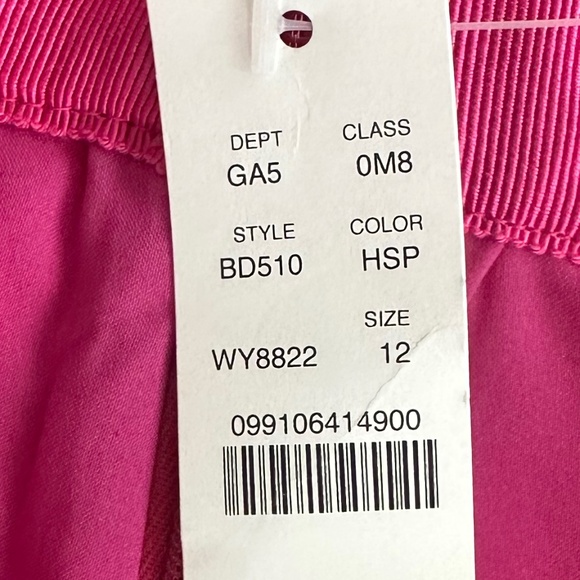 DEPT CLASS
GA5 0M8
STYLE COLOR
BD510 HSP
SIZE
WY8822 12
099106414900